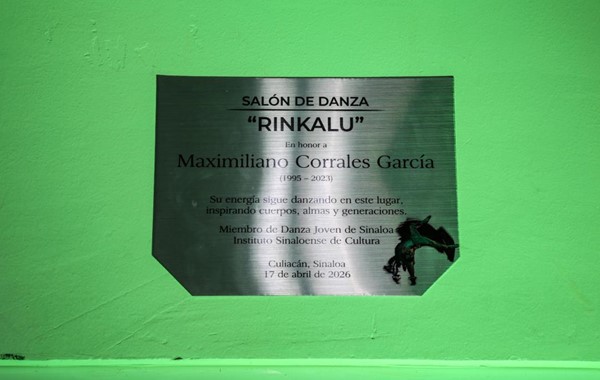 SALÓN DE DANZA
“RINKALU”
En honor a
Maximiliano Corrales García
(1995 – 2023)
Su energía sigue danzando en este lugar,
inspirando cuerpos, almas y generaciones.
Miembro de Danza Joven de Sinaloa
Instituto Sinaloense de Cultura
Culiacán, Sinaloa
17 de abril de 2026